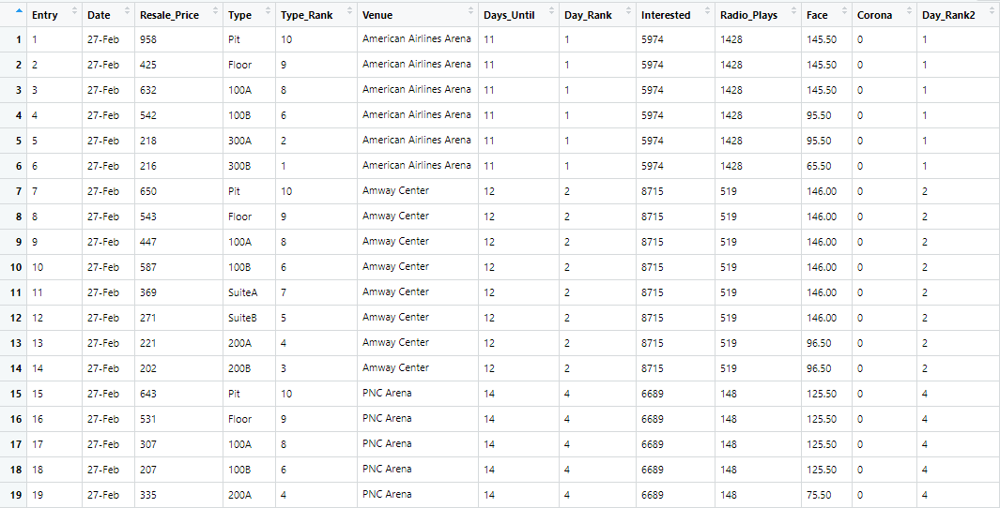 Entry Date Resale_Price Type Type_Rank Venue Days_Until Day_Rank Interested Radio_Plays Face Corona Day_Rank2
1 1 27-Feb 958 Pit 10 American Airlines Arena 11 1 5974 1428 145.50 0 1
2 2 27-Feb 425 Floor 9 American Airlines Arena 11 1 5974 1428 145.50 0 1
3 3 27-Feb 632 100A 8 American Airlines Arena 11 1 5974 1428 145.50 0 1
4 4 27-Feb 542 100B 6 American Airlines Arena 11 1 5974 1428 95.50 0 1
5 5 27-Feb 218 300A 2 American Airlines Arena 11 1 5974 1428 95.50 0 1
6 6 27-Feb 216 300B 1 American Airlines Arena 11 1 5974 1428 65.50 0 1
7 7 27-Feb 650 Pit 10 Amway Center 12 2 8715 519 146.00 0 2
8 8 27-Feb 543 Floor 9 Amway Center 12 2 8715 519 146.00 0 2
9 9 27-Feb 447 100A 8 Amway Center 12 2 8715 519 146.00 0 2
10 10 27-Feb 587 100B 6 Amway Center 12 2 8715 519 146.00 0 2
11 11 27-Feb 369 SuiteA 7 Amway Center 12 2 8715 519 146.00 0 2
12 12 27-Feb 271 SuiteB 5 Amway Center 12 2 8715 519 146.00 0 2
13 13 27-Feb 221 200A 4 Amway Center 12 2 8715 519 96.50 0 2
14 14 27-Feb 202 200B 3 Amway Center 12 2 8715 519 96.50 0 2
15 15 27-Feb 643 Pit 10 PNC Arena 14 4 6689 148 125.50 0 4
16 16 27-Feb 531 Floor 9 PNC Arena 14 4 6689 148 125.50 0 4
17 17 27-Feb 307 100A 8 PNC Arena 14 4 6689 148 125.50 0 4
18 18 27-Feb 207 100B 6 PNC Arena 14 4 6689 148 125.50 0 4
19 19 27-Feb 335 200A 4 PNC Arena 14 4 6689 148 75.50 0 4